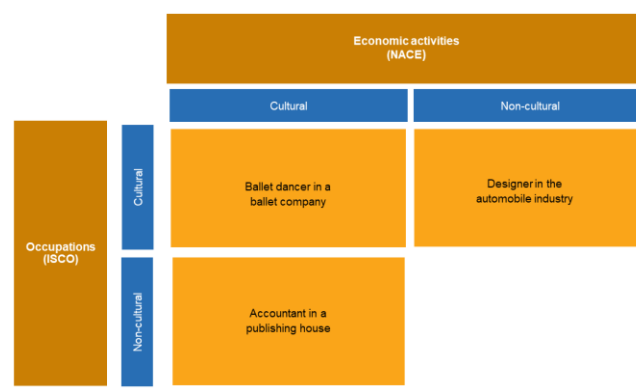 Economic activities
(NACE)
Cultural
Non-cultural
Occupations
(ISCO)
Cultural
Ballet dancer in a
ballet company
Designer in the
automobile industry
Non-cultural
Accountant in a
publishing house